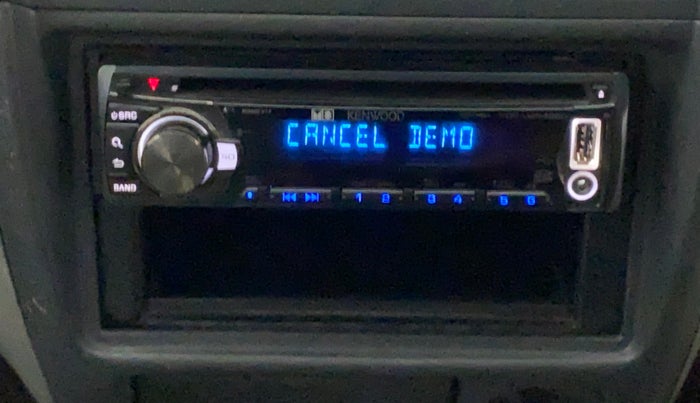 SRC
KENWOOD
CANCEL DEMO
BAND
1 2 3 4 5 6